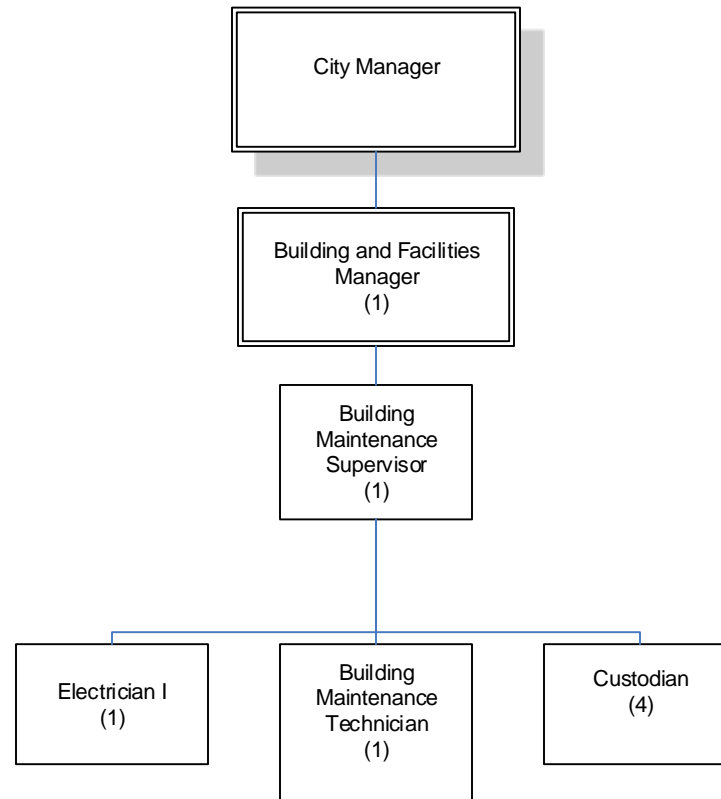 City Manager
Building and Facilities
Manager
(1)
Building
Maintenance
Supervisor
(1)
Electrician I
(1)
Building
Maintenance
Technician
(1)
Custodian
(4)